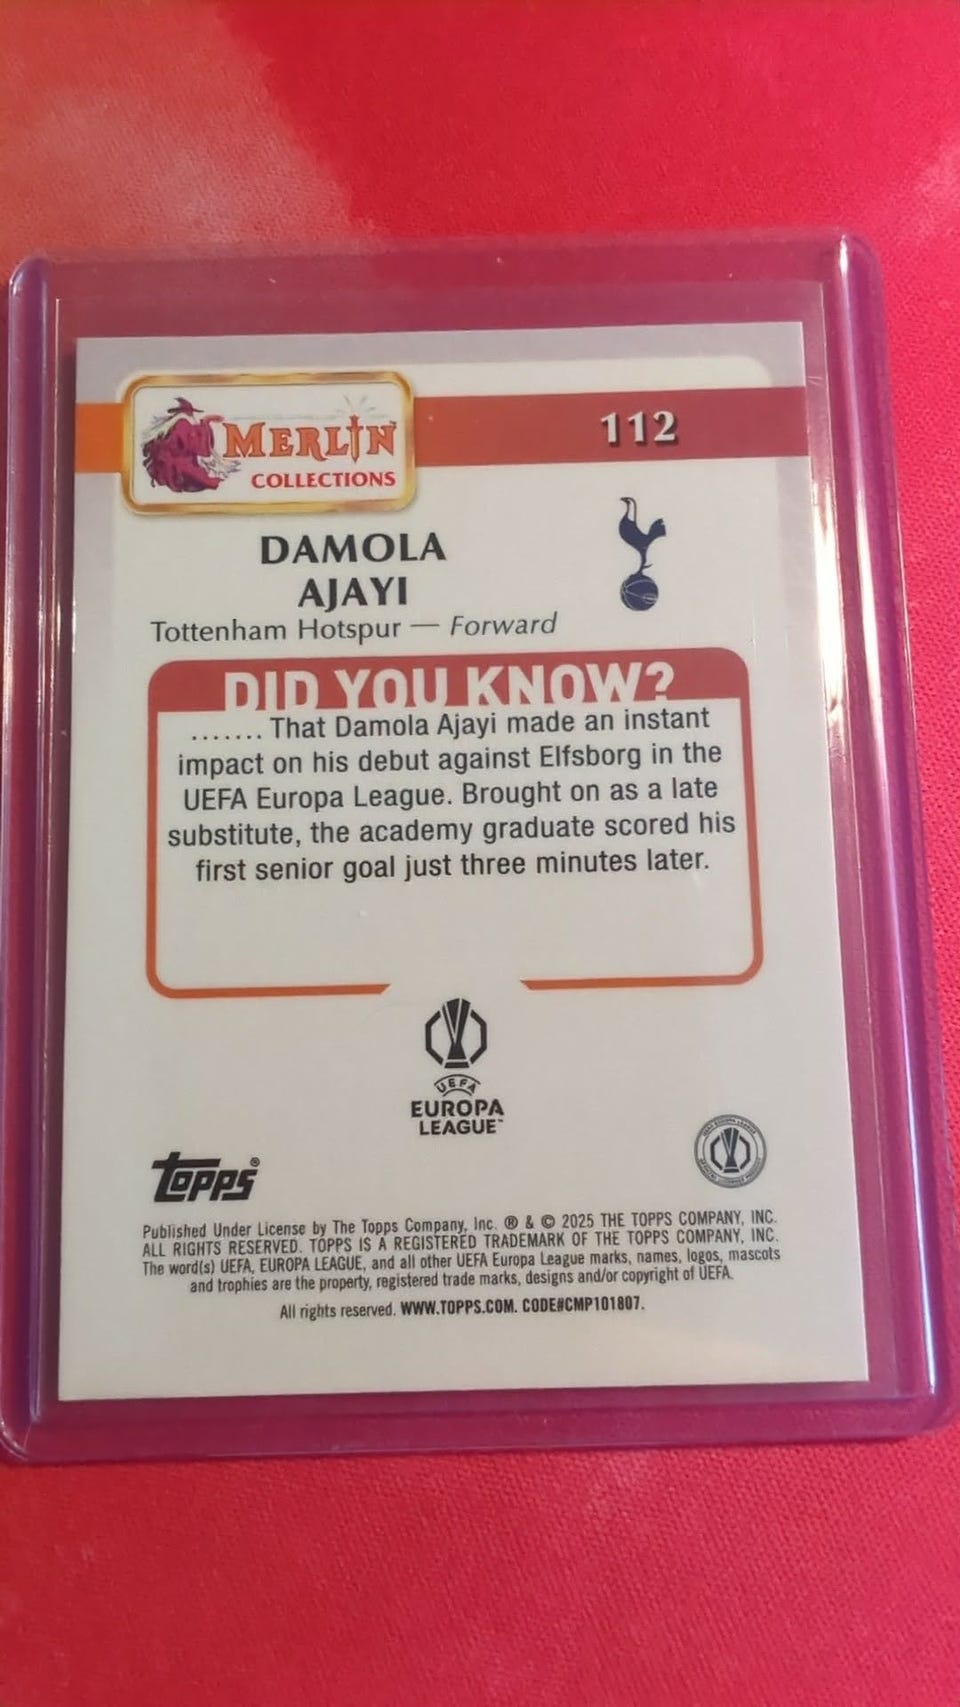 MERLIN
COLLECTIONS
112
DAMOLA
AJAYI
Tottenham Hotspur — Forward
DID YOU KNOW?
....... That Damola Ajayi made an instant
impact on his debut against Elfsborg in the
UEFA Europa League. Brought on as a late
substitute, the academy graduate scored his
first senior goal just three minutes later.
UEFA
EUROPA
LEAGUE™
Topps®
Published Under License by The Topps Company, Inc. ® & © 2025 THE TOPPS COMPANY, INC.
ALL RIGHTS RESERVED. TOPPS IS A REGISTERED TRADEMARK OF THE TOPPS COMPANY, INC.
The word(s) UEFA, EUROPA LEAGUE, and all other UEFA Europa League marks, names, logos, mascots
and trophies are the property, registered trade marks, designs and/or copyright of UEFA.
All rights reserved. WWW.TOPPS.COM. CODE#CMP101807.